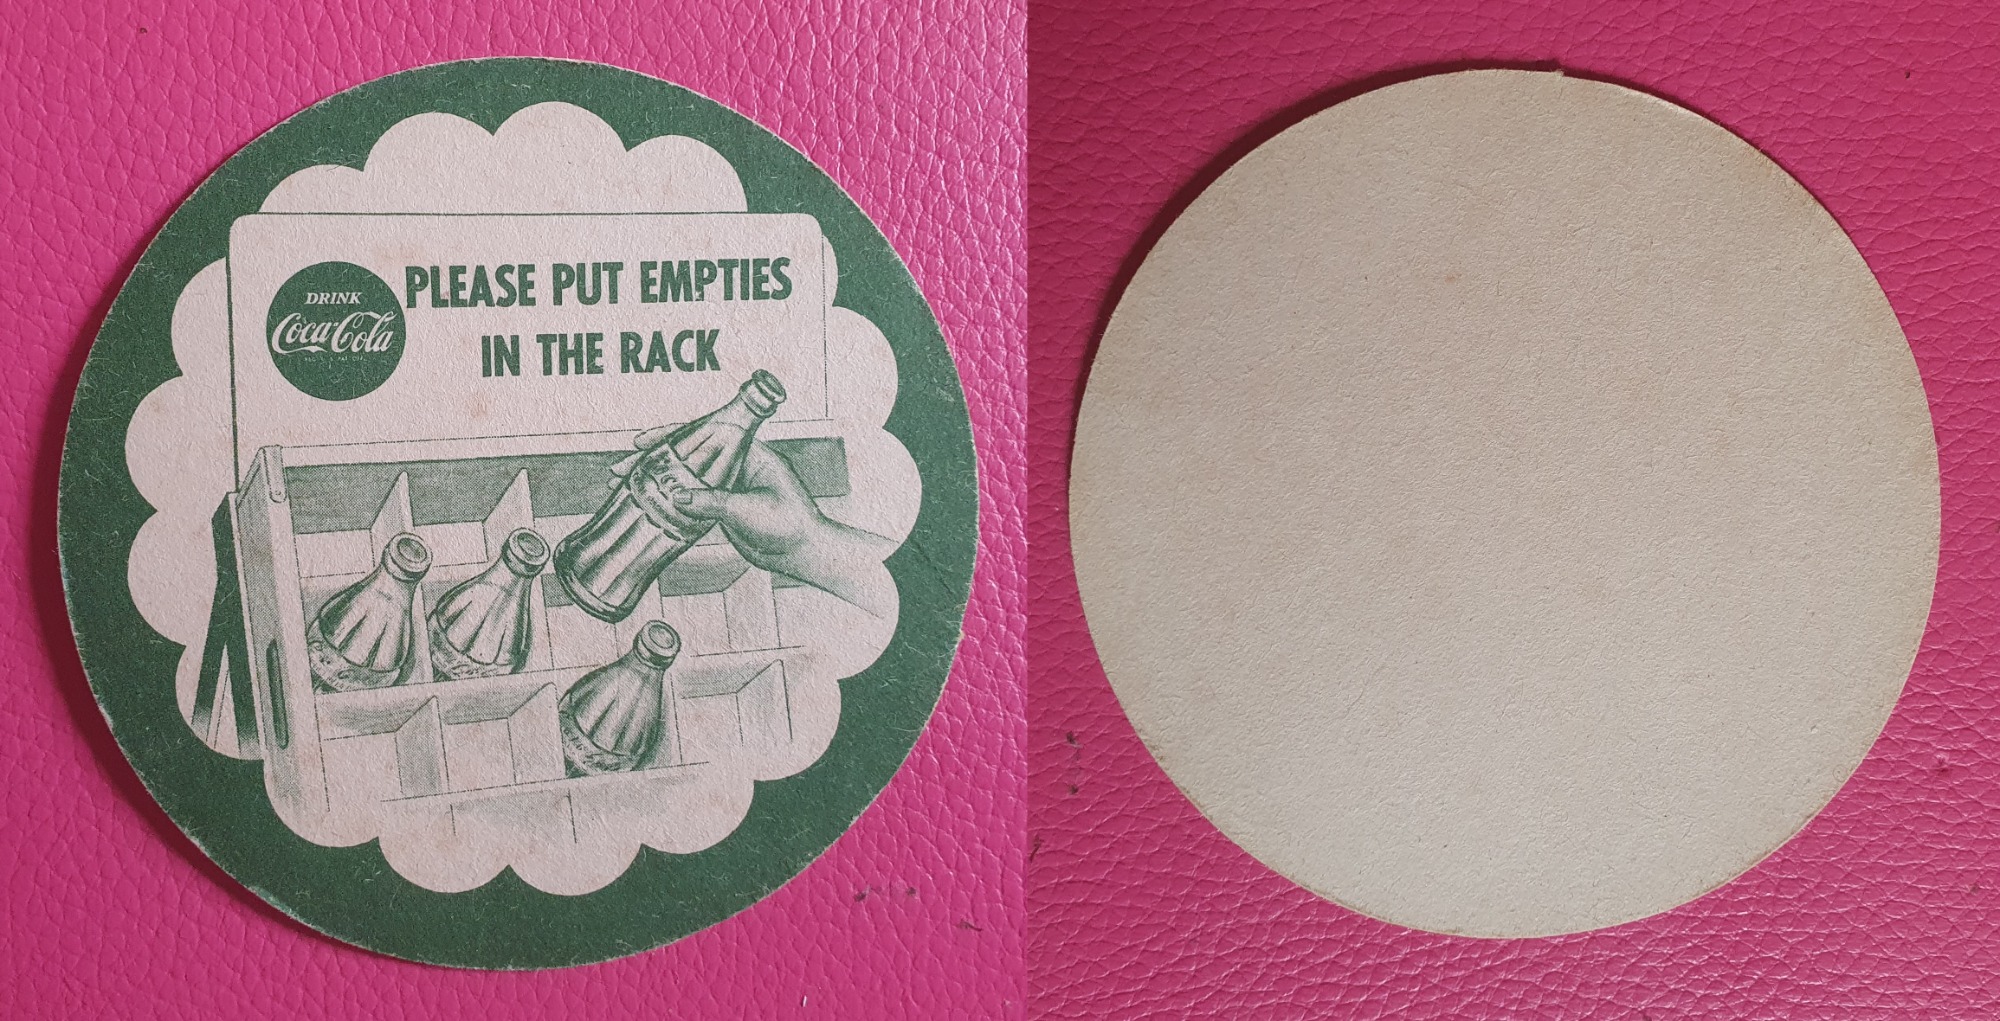 DRINK
Coca-Cola
PLEASE PUT EMPTIES
IN THE RACK